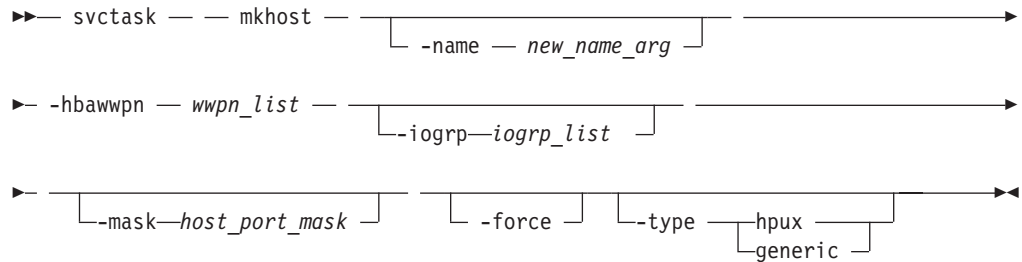 svctask mkhost
-name new_name_arg
-hbawwpn wwpn_list
-iogrp iogrp_list
-mask host_port_mask -force -type hpux
generic